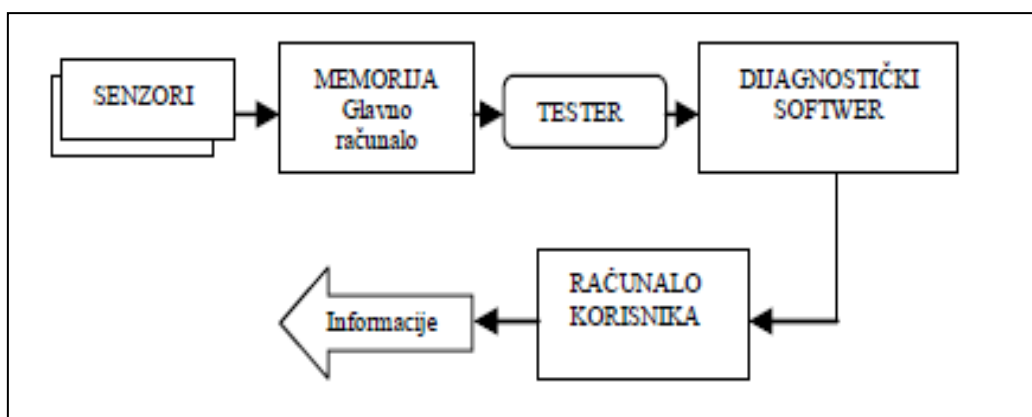 SENZORI
MEMORIJA
Glavno
računalo
TESTER
DIJAGNOSTIČKI
SOFTWER
RAČUNALO
KORISNIKA
Informacije